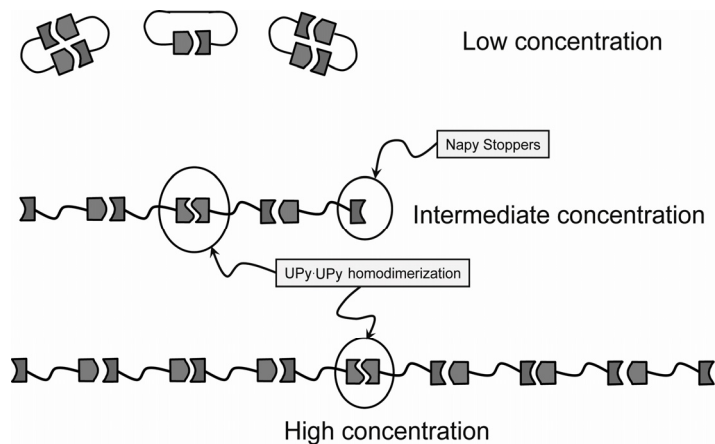 Low concentration
Napy Stoppers
Intermediate concentration
UPy·UPy homodimerization
High concentration